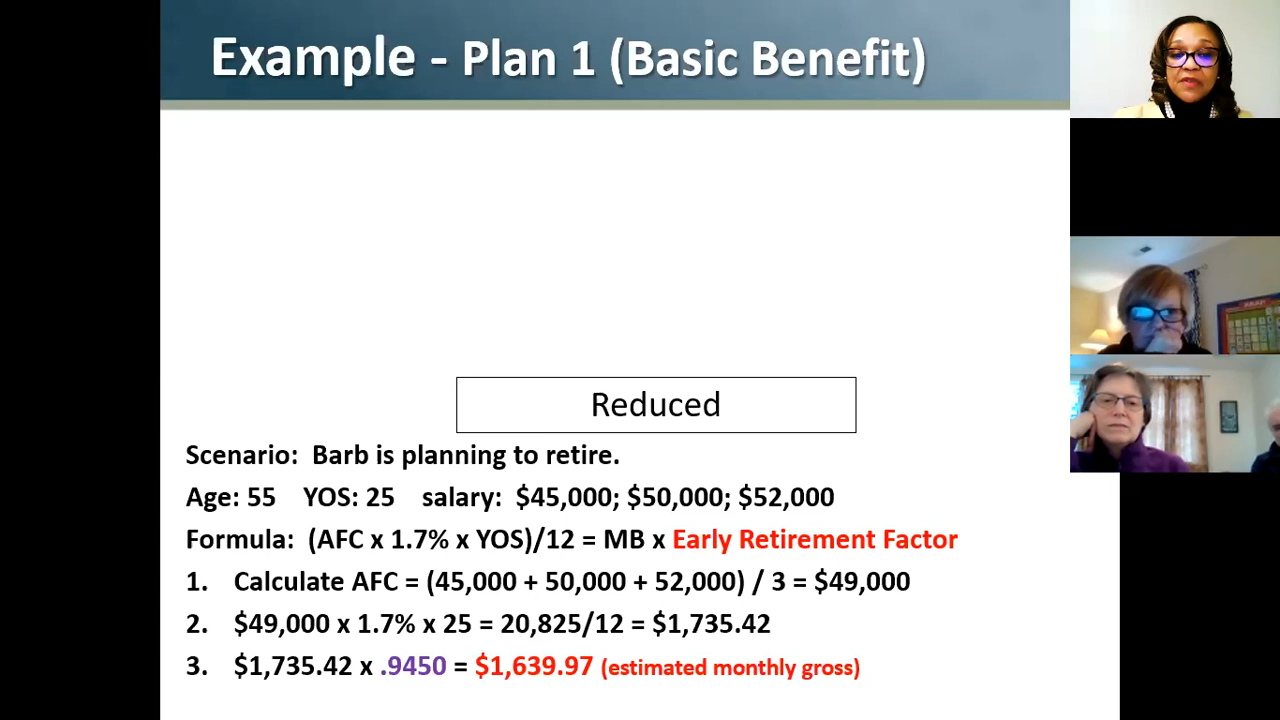 Example - Plan 1 (Basic Benefit)
Reduced
Scenario: Barb is planning to retire.
Age: 55 YOS: 25 salary: $45,000; $50,000; $52,000
Formula: (AFC x 1.7% x YOS)/12 = MB x Early Retirement Factor
1. Calculate AFC = (45,000 + 50,000 + 52,000) / 3 = $49,000
2. $49,000 x 1.7% x 25 = 20,825/12 = $1,735.42
3. $1,735.42 x .9450 = $1,639.97 (estimated monthly gross)